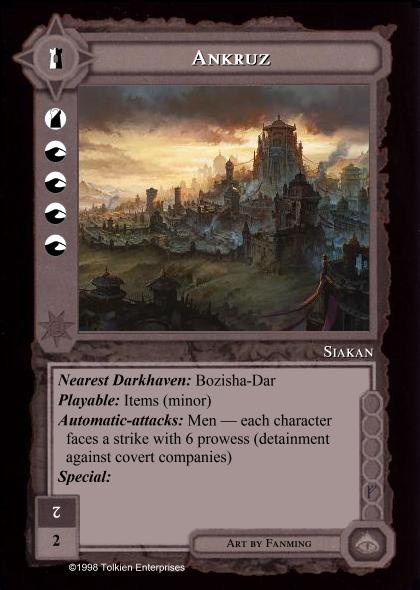 ANKRUZ
SIAKAN
Nearest Darkhaven: Bozisha-Dar
Playable: Items (minor)
Automatic-attacks: Men — each character
faces a strike with 6 prowess (detainment
against covert companies)
Special:
2
2
ART BY FANMING
©1998 Tolkien Enterprises